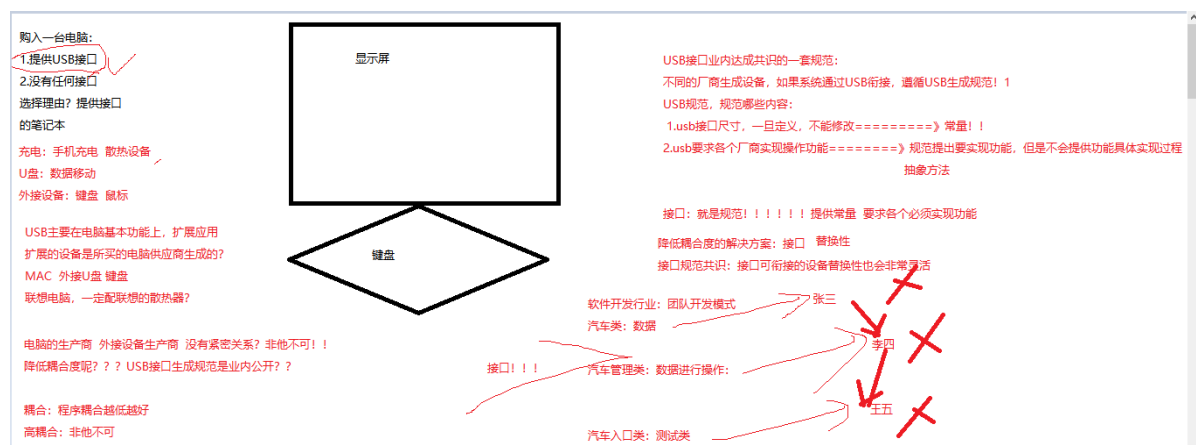 购入一台电脑：
1.提供USB接口
2.没有任何接口
选择理由？提供接口
的笔记本
充电：手机充电 散热设备
U盘：数据移动
外接设备：键盘 鼠标
USB主要在电脑基本功能上，扩展应用
扩展的设备是所买的电脑供应商生成的？
MAC 外接U盘 键盘
联想电脑，一定配联想的散热器？
电脑的生产商 外接设备生产商 没有紧密关系？非他不可！！
降低耦合度呢？？？USB接口生成规范是业内公开？？
耦合：程序耦合越低越好
高耦合：非他不可
显示屏
键盘
接口！！！
USB接口业内达成共识的一套规范：
不同的厂商生成设备，如果系统通过USB衔接，遵循USB生成规范！1
USB规范，规范哪些内容：
1.usb接口尺寸，一旦定义，不能修改=========》常量！！
2.usb要求各个厂商实现操作功能========》规范提出要实现功能，但是不会提供功能具体实现过程
抽象方法
接口：就是规范！！！！！！提供常量 要求各个必须实现功能
降低耦合度的解决方案：接口 替换性
接口规范共识：接口可衔接的设备替换性也会非常灵活
软件开发行业：团队开发模式
张三
汽车类：数据
李四
汽车管理类：数据进行操作：
王五
汽车入口类：测试类